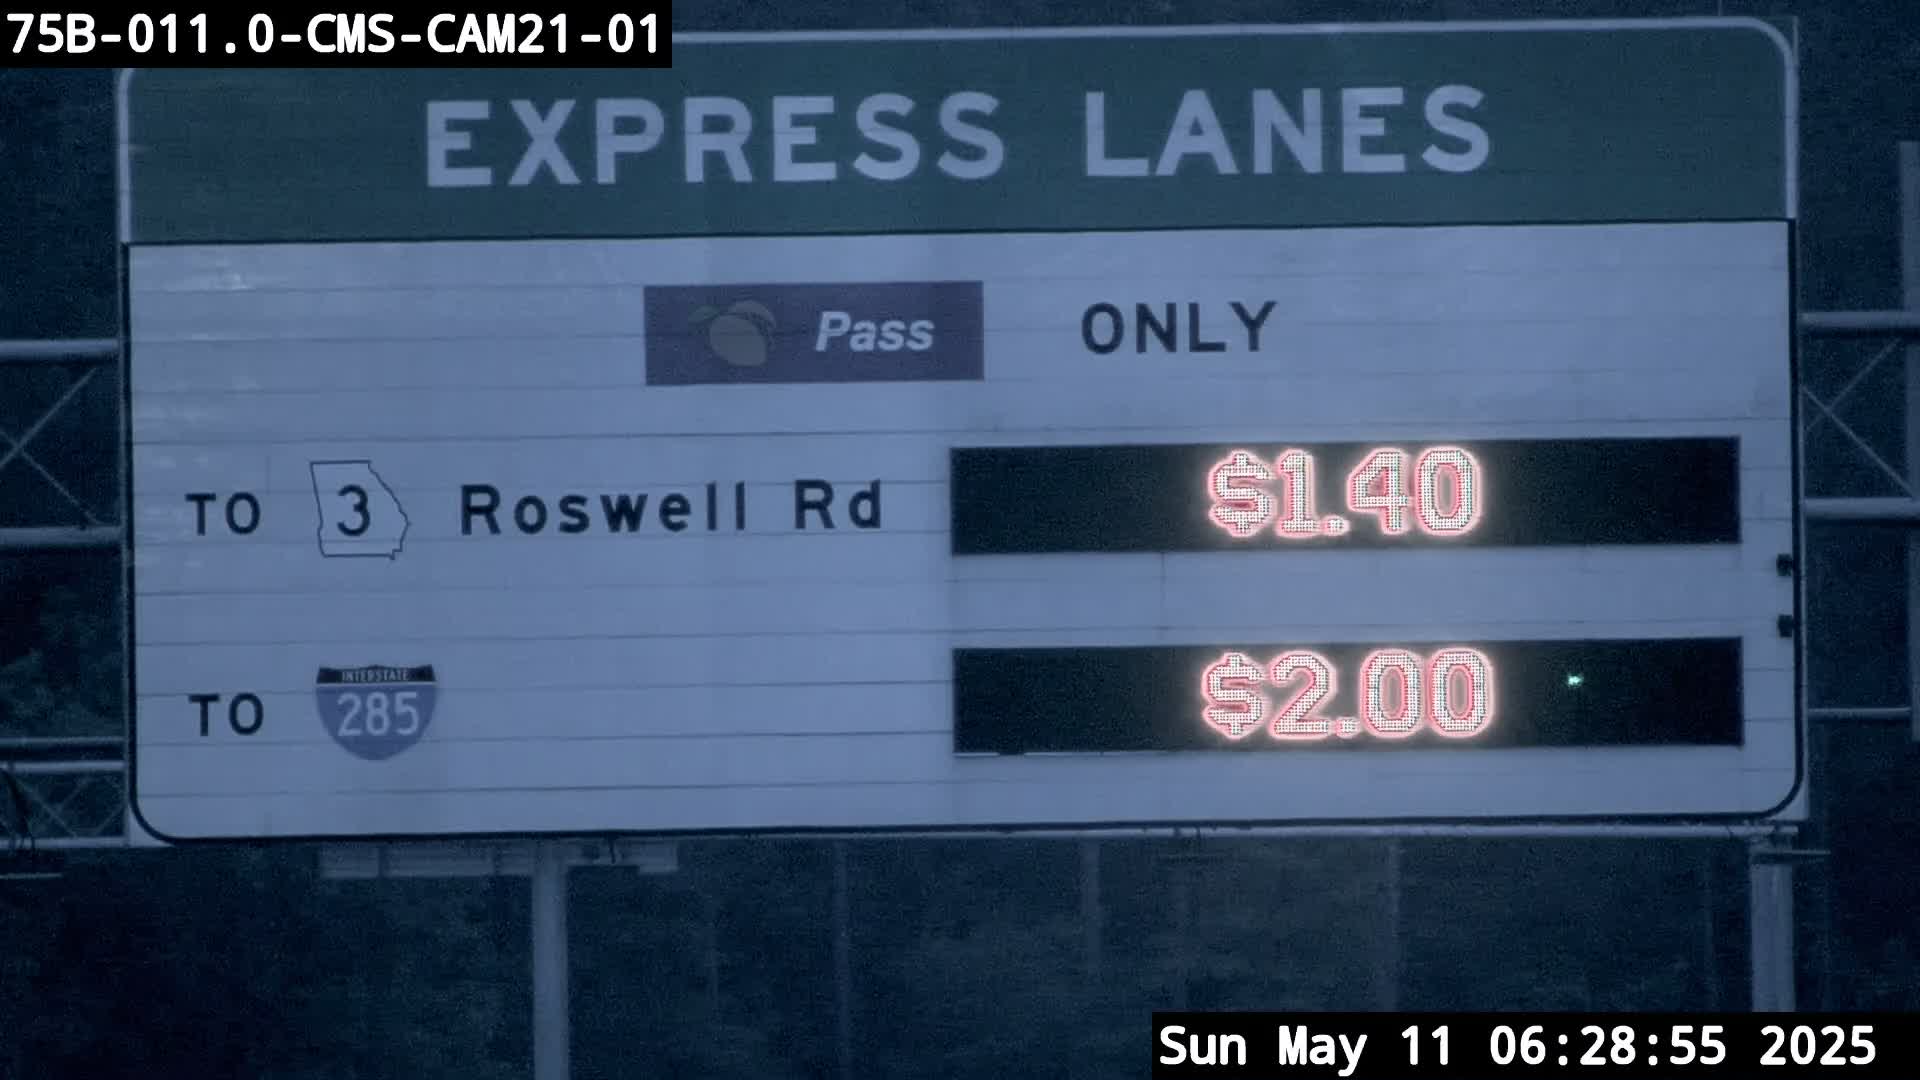 75B-011.0-CMS-CAM21-01
EXPRESS LANES
Pass ONLY
TO 3 Roswell Rd $1.40
TO INTERSTATE 285 $2.00
Sun May 11 06:28:55 2025